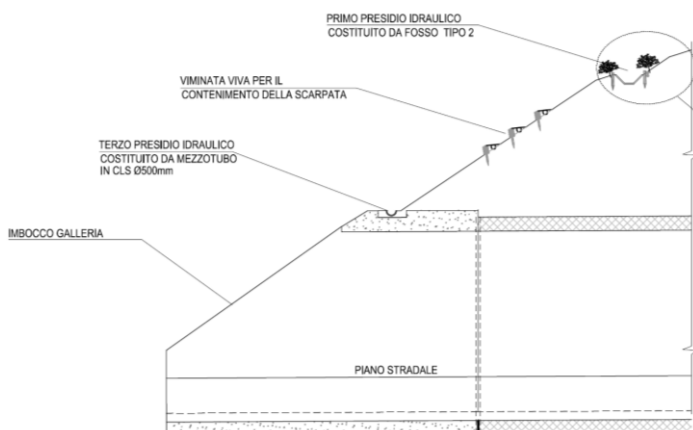 PRIMO PRESIDIO IDRAULICO
COSTITUITO DA FOSSO TIPO 2
VIMINATA VIVA PER IL
CONTENIMENTO DELLA SCARPATA
TERZO PRESIDIO IDRAULICO
COSTITUITO DA MEZZOTUBO
IN CLS Ø500mm
IMBOCCO GALLERIA
PIANO STRADALE